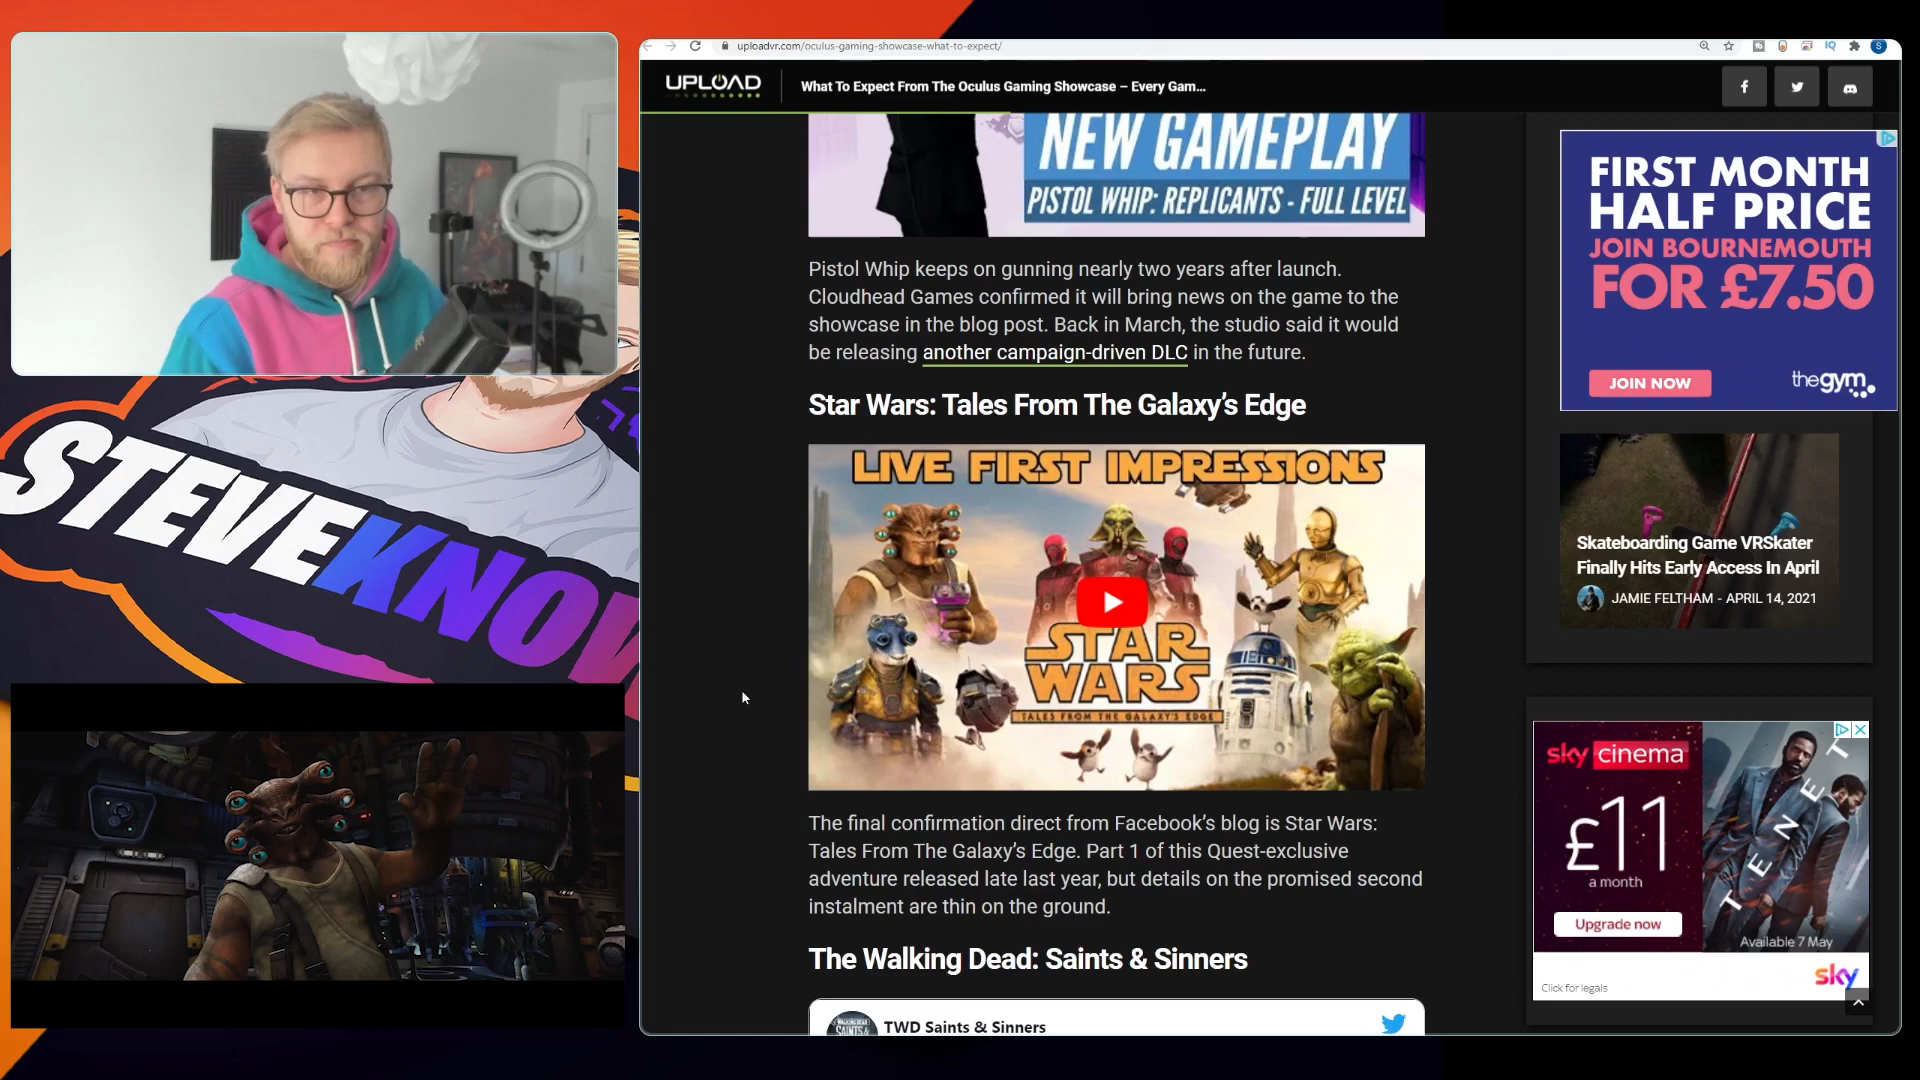 uploadvr.com/oculus-gaming-showcase-what-to-expect/
IQ
S
UPLOAD
What To Expect From The Oculus Gaming Showcase – Every Gam...
NEW GAMEPLAY
PISTOL WHIP: REPLICANTS - FULL LEVEL
Pistol Whip keeps on gunning nearly two years after launch.
Cloudhead Games confirmed it will bring news on the game to the
showcase in the blog post. Back in March, the studio said it would
be releasing another campaign-driven DLC in the future.
Star Wars: Tales From The Galaxy's Edge
LIVE FIRST IMPRESSIONS
STAR
WARS
TALES FROM THE GALAXY'S EDGE
The final confirmation direct from Facebook's blog is Star Wars:
Tales From The Galaxy's Edge. Part 1 of this Quest-exclusive
adventure released late last year, but details on the promised second
instalment are thin on the ground.
The Walking Dead: Saints & Sinners
WALKING DEAD
SAINTS &
TWD Saints & Sinners
FIRST MONTH
HALF PRICE
JOIN BOURNEMOUTH
FOR £7.50
JOIN NOW
thegym
Skateboarding Game VRSkater
Finally Hits Early Access In April
JAMIE FELTHAM - APRIL 14, 2021
sky cinema
£11
a month
Upgrade now
TENET
Available 7 May
Click for legals
sky
STEVEKNOW